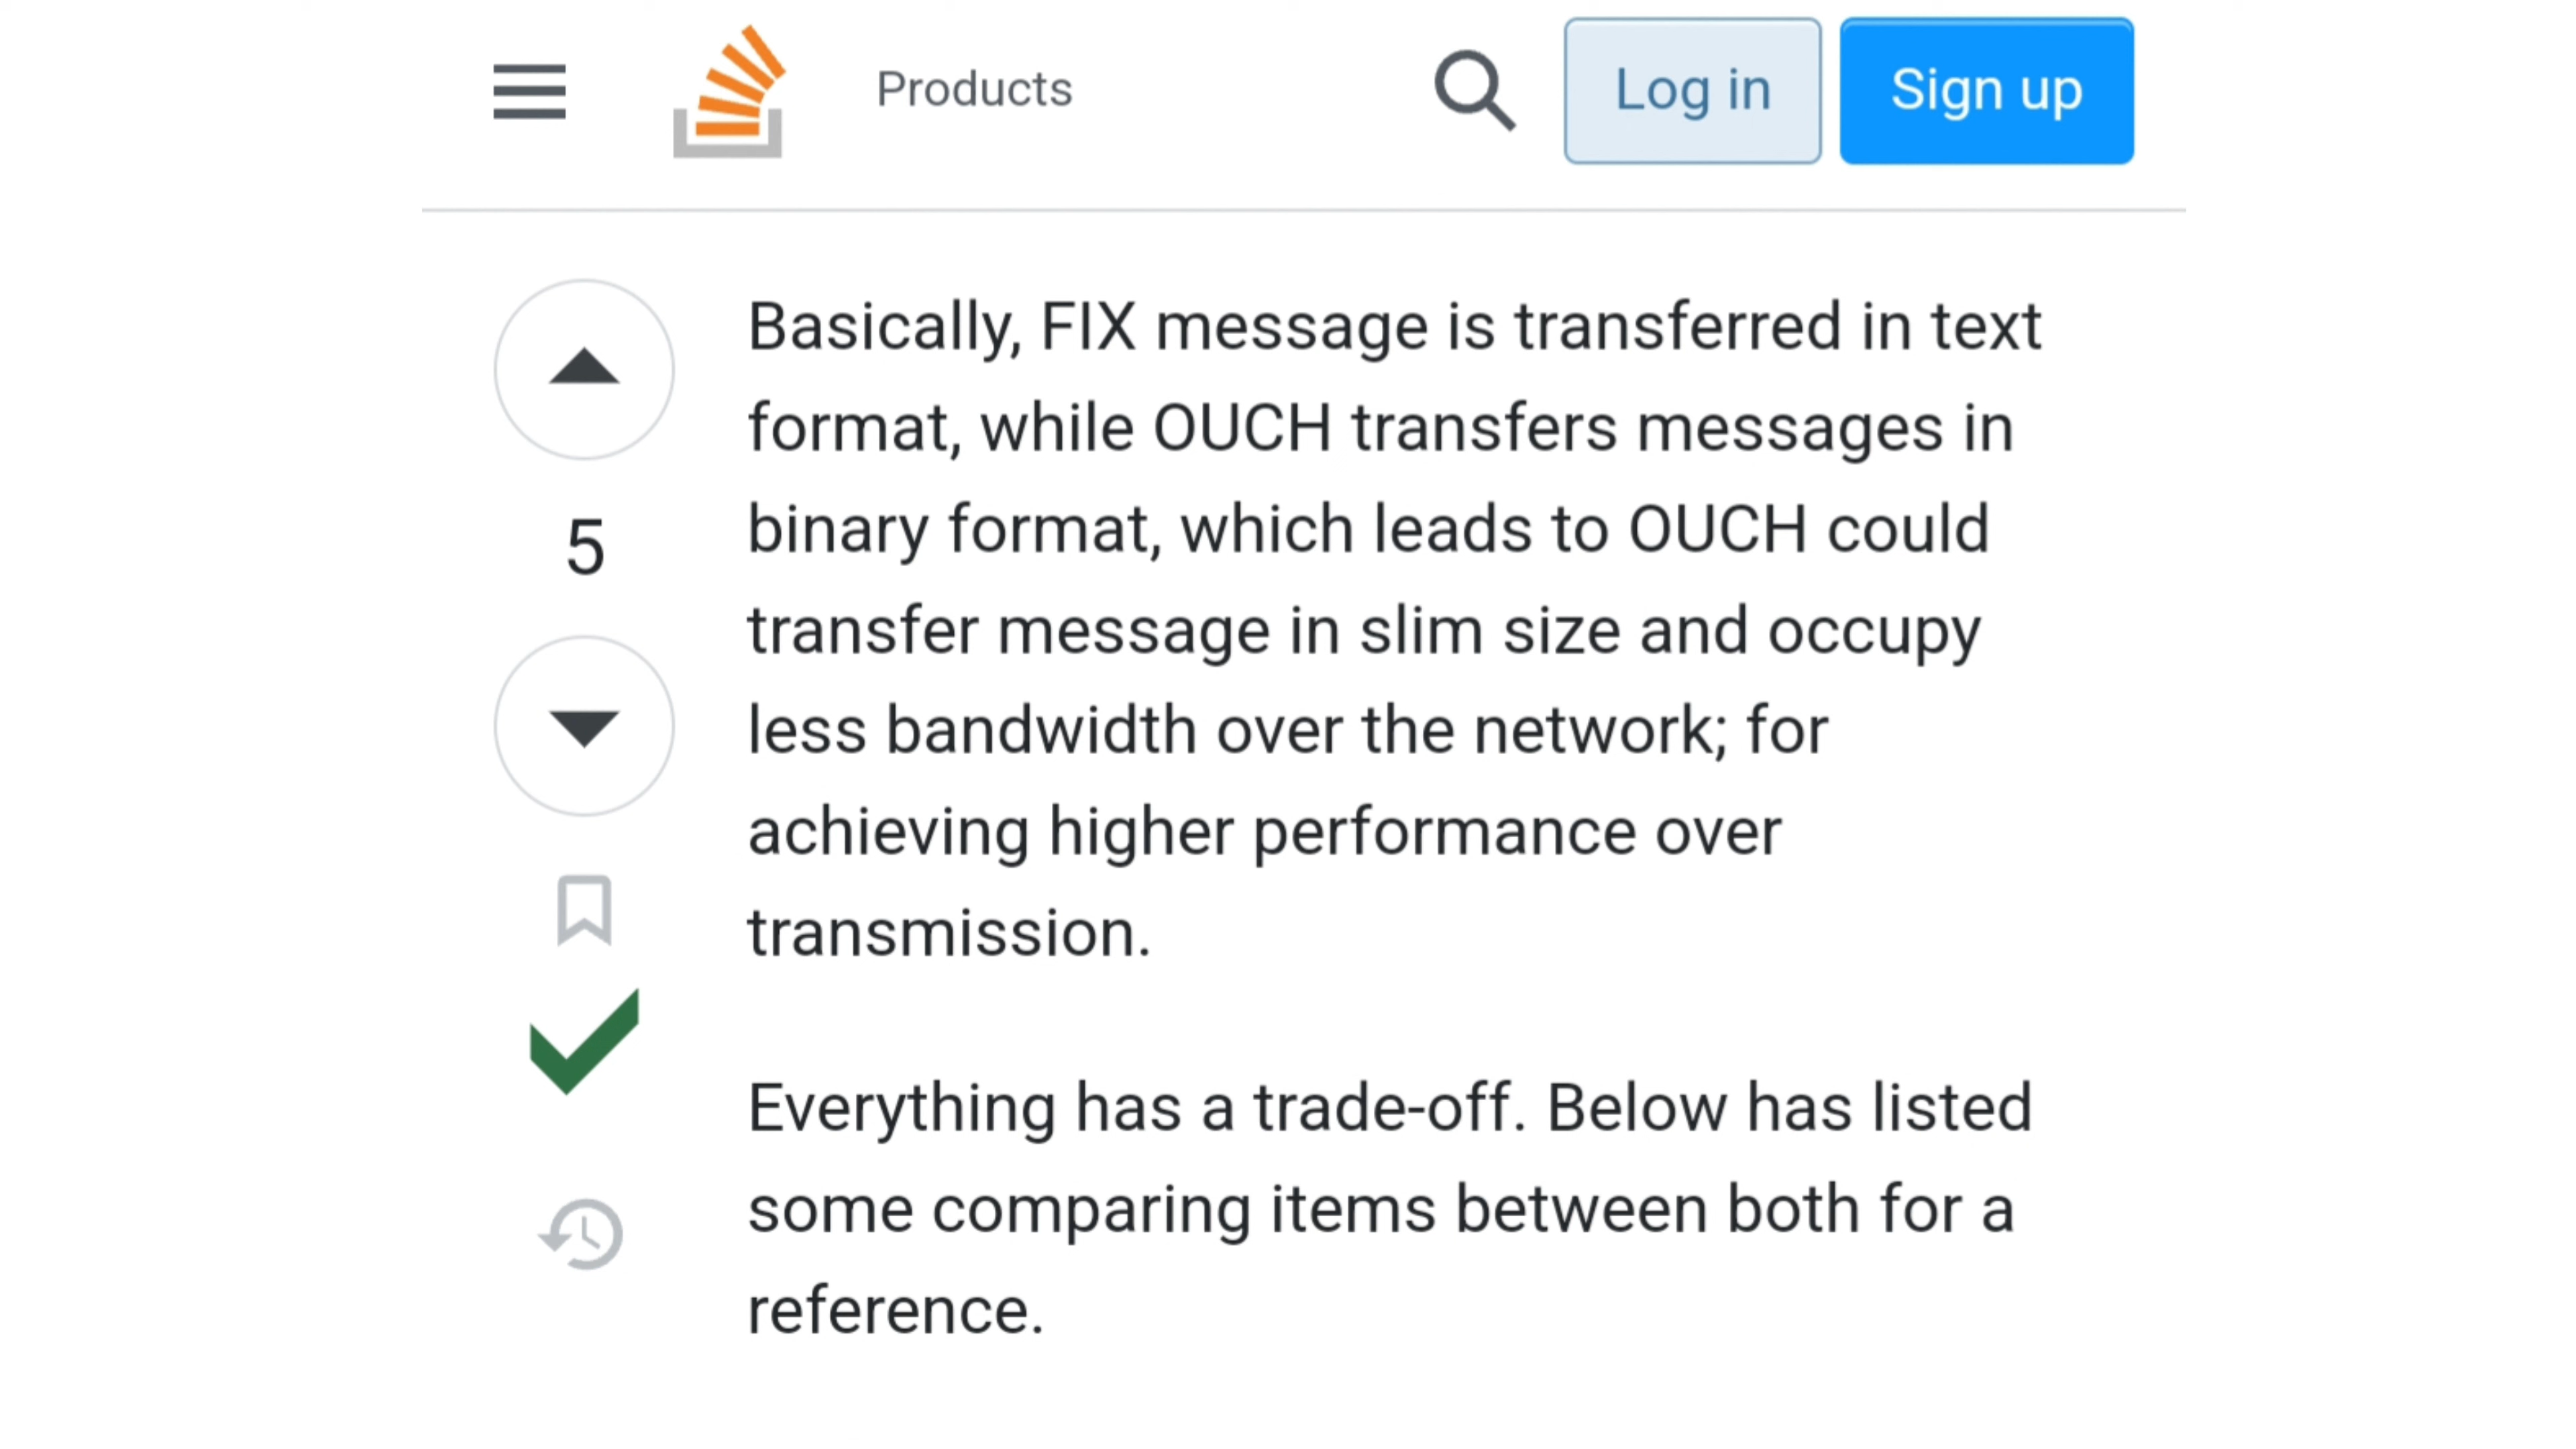 Products
Log in
Sign up
Basically, FIX message is transferred in text
format, while OUCH transfers messages in
binary format, which leads to OUCH could
transfer message in slim size and occupy
less bandwidth over the network; for
achieving higher performance over
transmission.
5
Everything has a trade-off. Below has listed
some comparing items between both for a
reference.